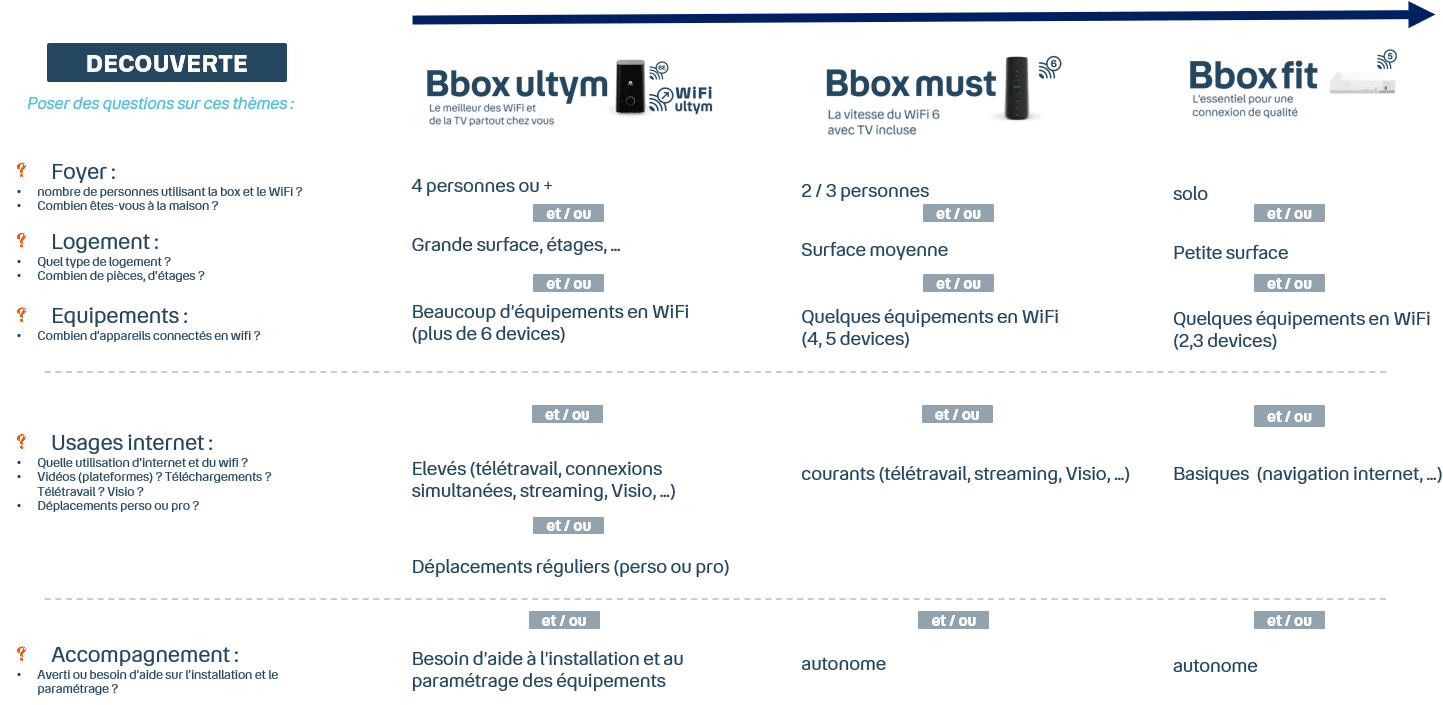 DECOUVERTE
Poser des questions sur ces thèmes :
Bbox ultym
6E
WiFi
ultym
Le meilleur des WiFi et
de la TV partout chez vous
Bbox must
6
La vitesse du WiFi 6
avec TV incluse
Bbox fit
5
L'essentiel pour une
connexion de qualité
? Foyer :
• nombre de personnes utilisant la box et le WiFi ?
• Combien êtes-vous à la maison ?
4 personnes ou +
2 / 3 personnes
solo
et / ou
et / ou
et / ou
? Logement :
• Quel type de logement ?
• Combien de pièces, d'étages ?
Grande surface, étages, ...
Surface moyenne
Petite surface
et / ou
et / ou
et / ou
? Equipements :
• Combien d'appareils connectés en wifi ?
Beaucoup d'équipements en WiFi
(plus de 6 devices)
Quelques équipements en WiFi
(4, 5 devices)
Quelques équipements en WiFi
(2,3 devices)
et / ou
et / ou
et / ou
? Usages internet :
• Quelle utilisation d'internet et du wifi ?
• Vidéos (plateformes) ? Téléchargements ?
Télétravail ? Visio ?
• Déplacements perso ou pro ?
Elevés (télétravail, connexions
simultanées, streaming, Visio, ...)
courants (télétravail, streaming, Visio, ...)
Basiques (navigation internet, ...)
et / ou
Déplacements réguliers (perso ou pro)
et / ou
et / ou
et / ou
? Accompagnement :
• Averti ou besoin d'aide sur l'installation et le
paramétrage ?
Besoin d'aide à l'installation et au
paramétrage des équipements
autonome
autonome